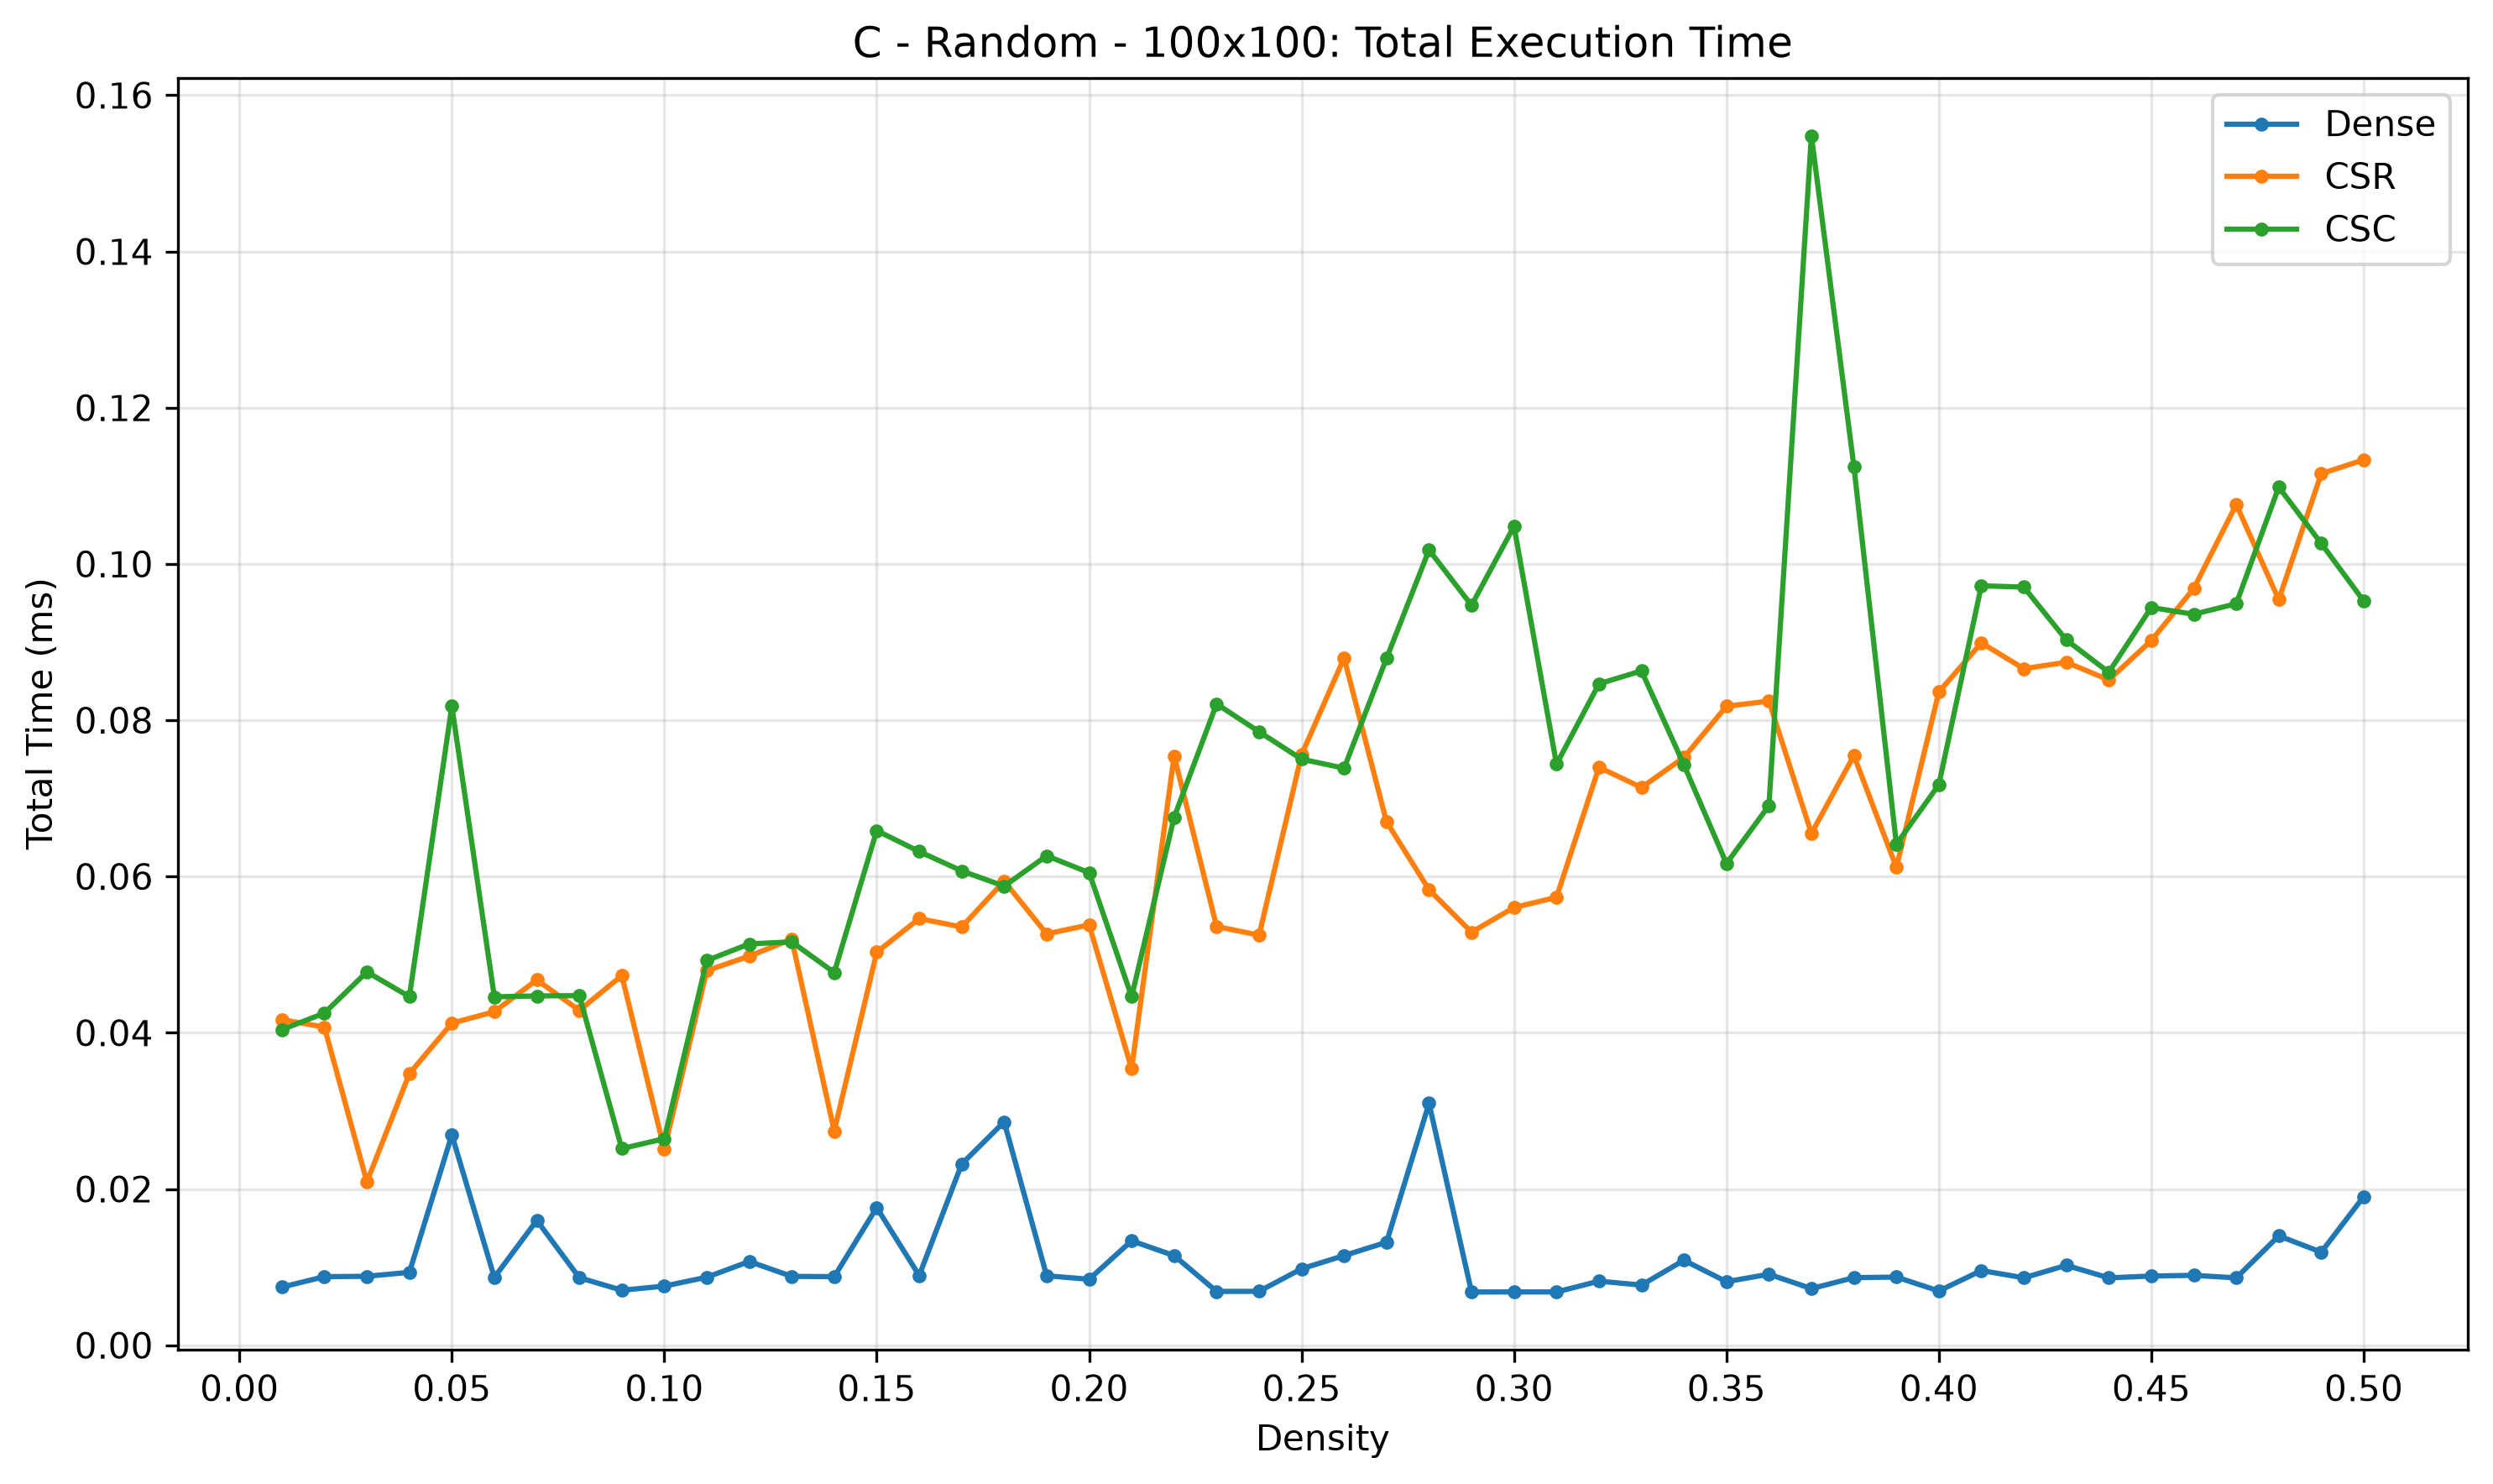 C - Random - 100x100: Total Execution Time
Dense
CSR
CSC
Total Time (ms)
0.16
0.14
0.12
0.10
0.08
0.06
0.04
0.02
0.00
0.00 0.05 0.10 0.15 0.20 0.25 0.30 0.35 0.40 0.45 0.50
Density